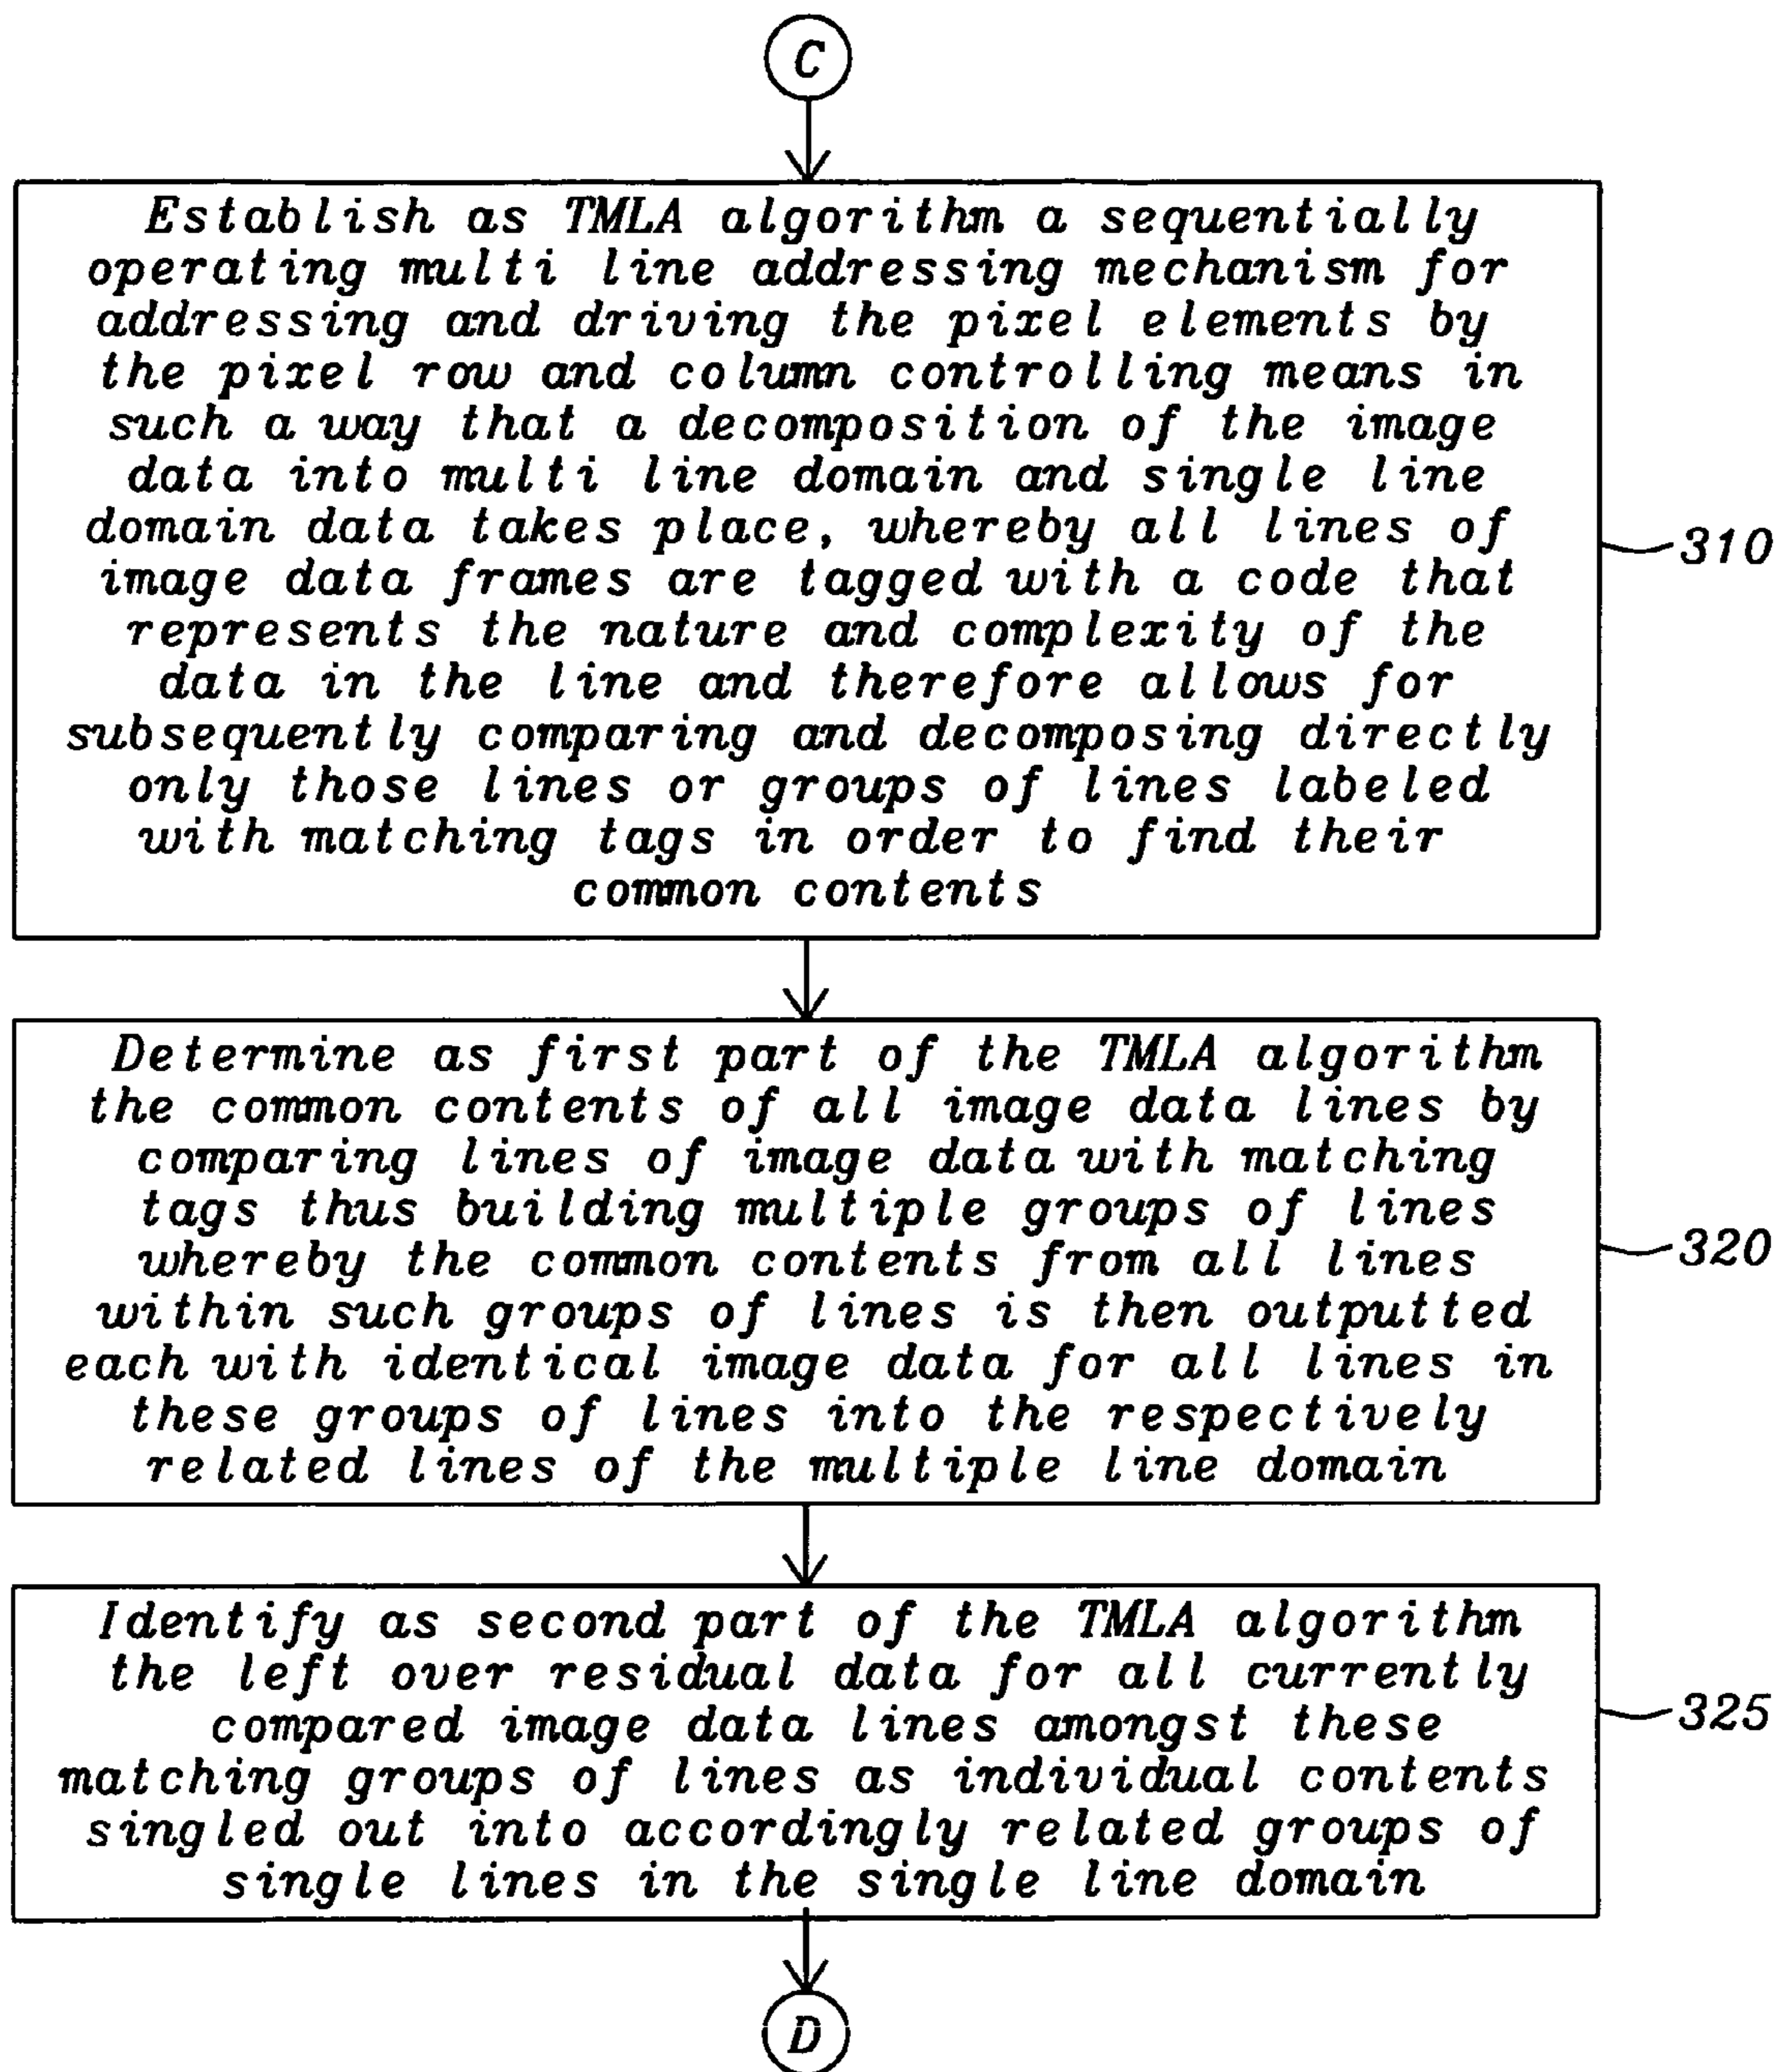 C
Establish as TMLA algorithm a sequentially
operating multi line addressing mechanism for
addressing and driving the pixel elements by
the pixel row and column controlling means in
such a way that a decomposition of the image
data into multi line domain and single line
domain data takes place, whereby all lines of
image data frames are tagged with a code that
represents the nature and complexity of the
data in the line and therefore allows for
subsequently comparing and decomposing directly
only those lines or groups of lines labeled
with matching tags in order to find their
common contents
310
Determine as first part of the TMLA algorithm
the common contents of all image data lines by
comparing lines of image data with matching
tags thus building multiple groups of lines
whereby the common contents from all lines
within such groups of lines is then outputted
each with identical image data for all lines in
these groups of lines into the respectively
related lines of the multiple line domain
320
Identify as second part of the TMLA algorithm
the left over residual data for all currently
compared image data lines amongst these
matching groups of lines as individual contents
singled out into accordingly related groups of
single lines in the single line domain
325
D